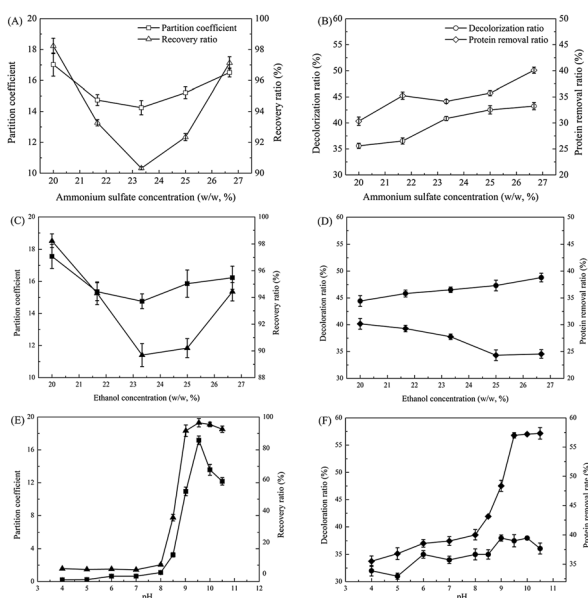 (A)
Partition coefficient
Recovery ratio
20
18
16
14
12
10
Partition coefficient
100
98
96
94
92
90
Recovery ratio (%)
20 21 22 23 24 25 26 27
Ammonium sulfate concentration (w/w, %)
(B)
Decolorization ratio
Protein removal ratio
65
60
55
50
45
40
35
Decolorization ratio (%)
50
45
40
35
30
25
20
Protein removal ratio (%)
20 21 22 23 24 25 26 27
Ammonium sulfate concentration (w/w, %)
(C)
20
18
16
14
12
10
Partition coefficient
100
98
96
94
92
90
88
Recovery ratio (%)
20 21 22 23 24 25 26 27
Ethanol concentration (w/w, %)
(D)
65
60
55
50
45
40
35
Decoloration ratio (%)
50
45
40
35
30
25
20
Protein removal ratio (%)
20 21 22 23 24 25 26 27
Ethanol concentration (w/w, %)
(E)
20
16
12
8
4
0
Partition coefficient
100
90
80
60
40
30
20
10
0
Recovery ratio (%)
3 4 5 6 7 8 9 10 11 12
pH
(F)
60
55
50
45
40
35
30
Decoloration ratio (%)
60
55
50
45
40
35
Protein removal rate (%)
3 4 5 6 7 8 9 10 11
pH